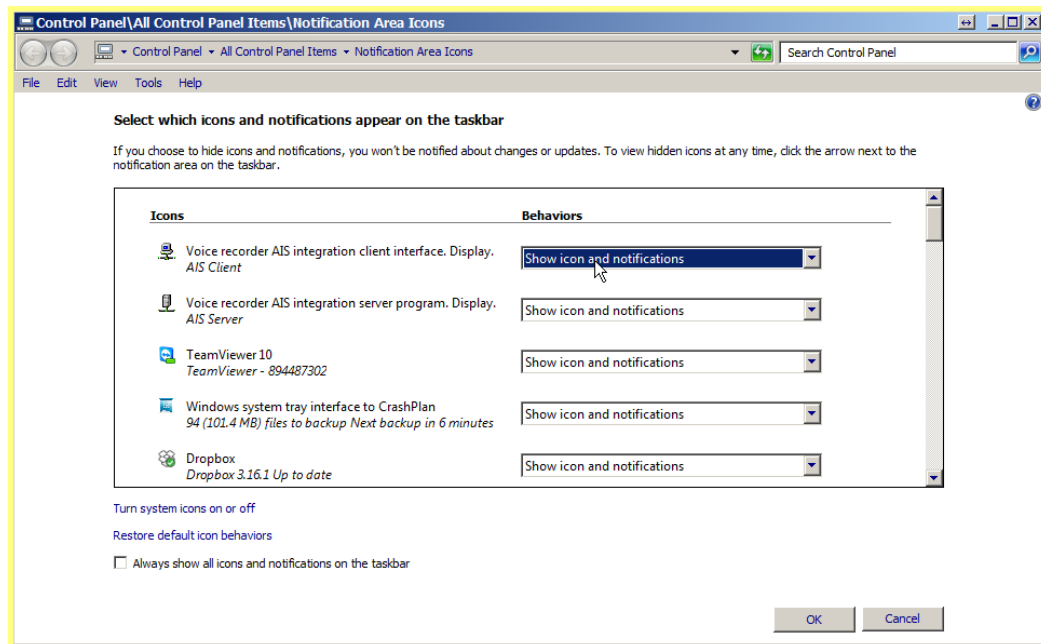 Control Panel\All Control Panel Items\Notification Area Icons
Control Panel All Control Panel Items Notification Area Icons
Search Control Panel
File Edit View Tools Help
Select which icons and notifications appear on the taskbar
If you choose to hide icons and notifications, you won't be notified about changes or updates. To view hidden icons at any time, click the arrow next to the
notification area on the taskbar.
Icons Behaviors
Voice recorder AIS integration client interface. Display.
AIS Client
Show icon and notifications
Voice recorder AIS integration server program. Display.
AIS Server
Show icon and notifications
TeamViewer 10
TeamViewer - 894487302
Show icon and notifications
Windows system tray interface to CrashPlan
94 (101.4 MB) files to backup Next backup in 6 minutes
Show icon and notifications
Dropbox
Dropbox 3.16.1 Up to date
Show icon and notifications
Turn system icons on or off
Restore default icon behaviors
Always show all icons and notifications on the taskbar
OK Cancel